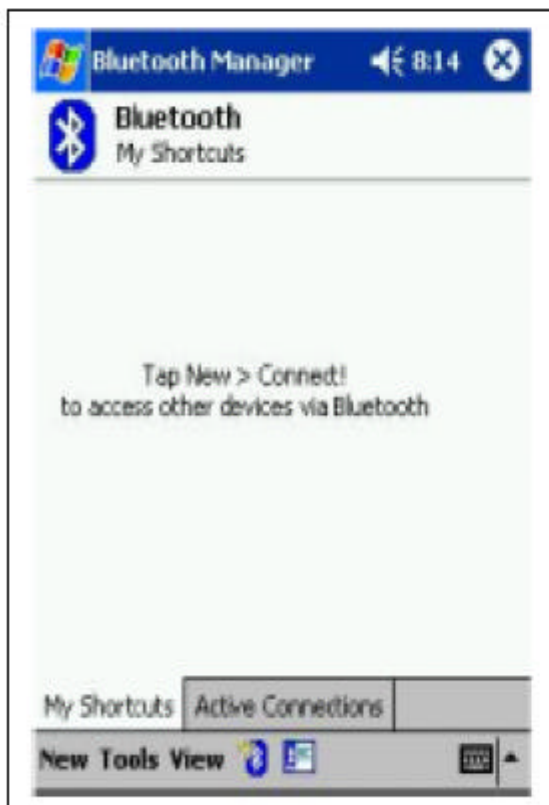 Bluetooth Manager 8:14
Bluetooth
My Shortcuts
Tap New > Connect!
to access other devices via Bluetooth
My Shortcuts Active Connections
New Tools View